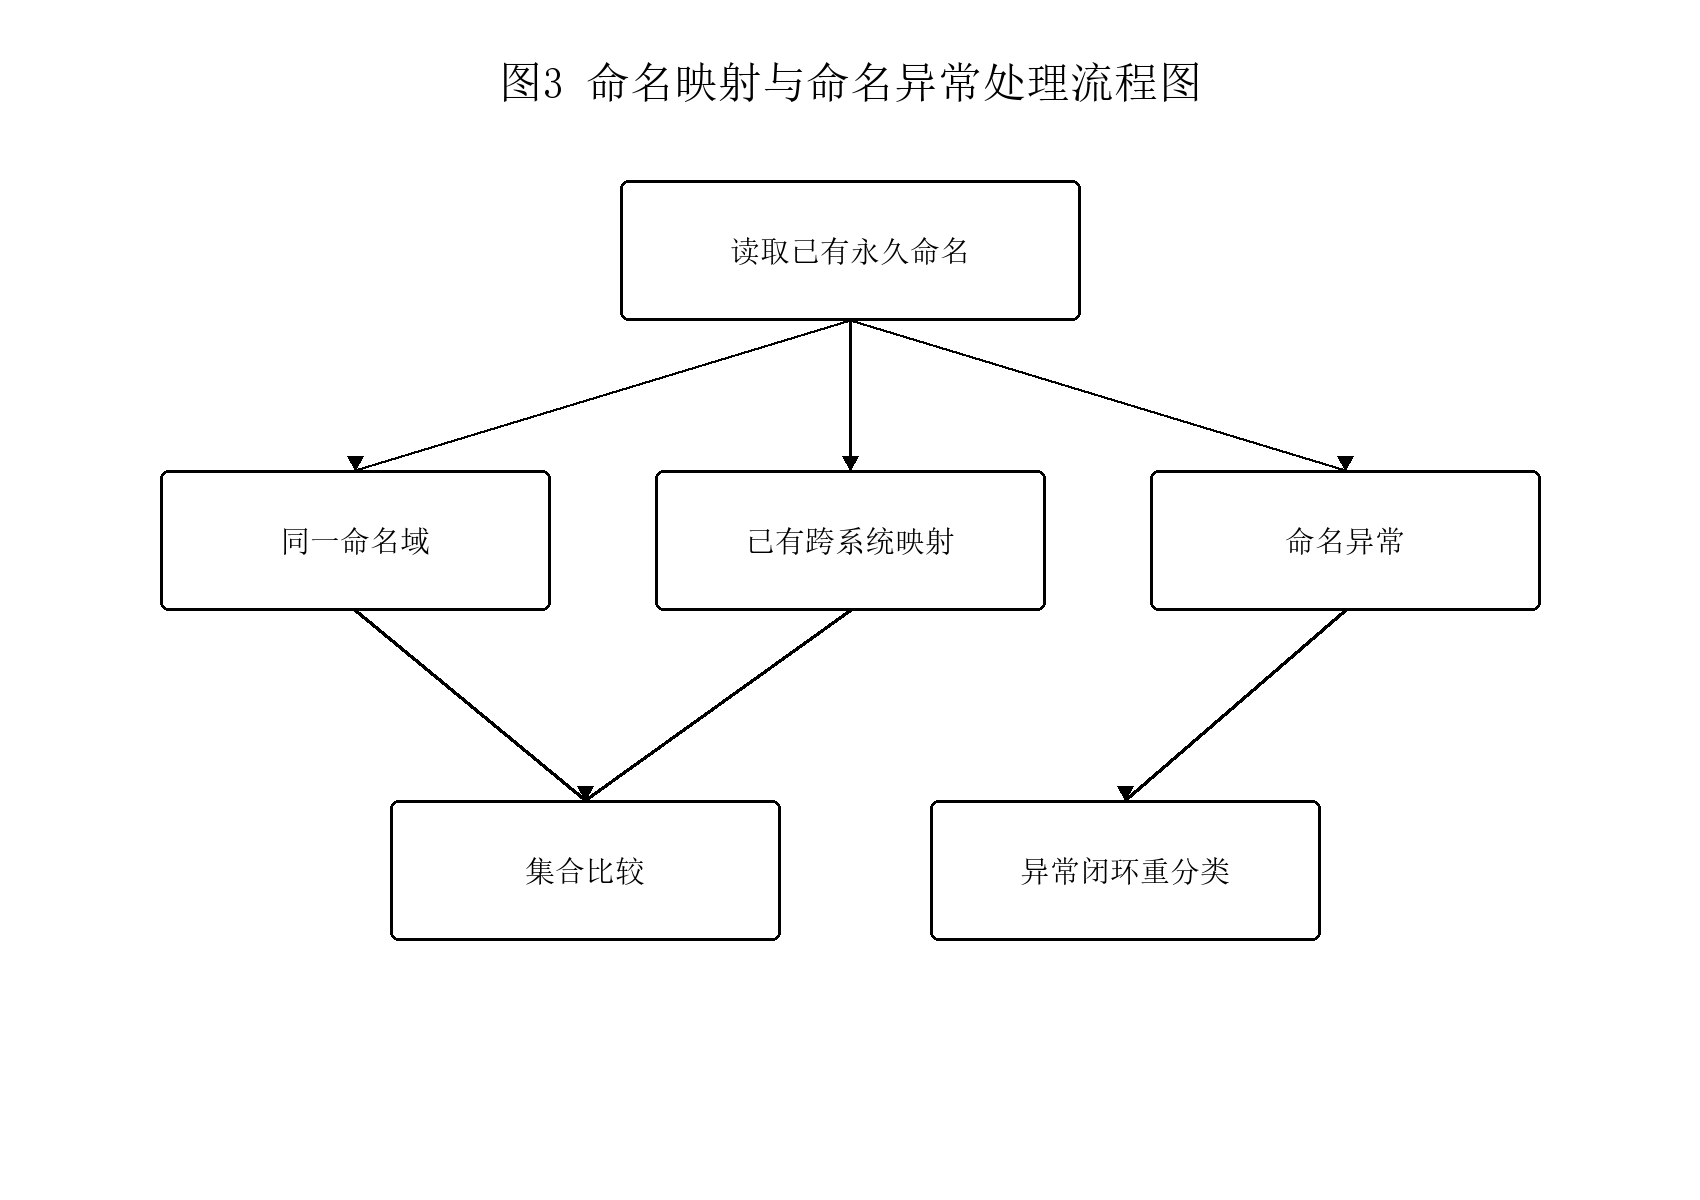 图3 命名映射与命名异常处理流程图
读取已有永久命名
同一命名域
已有跨系统映射
命名异常
集合比较
异常闭环重分类